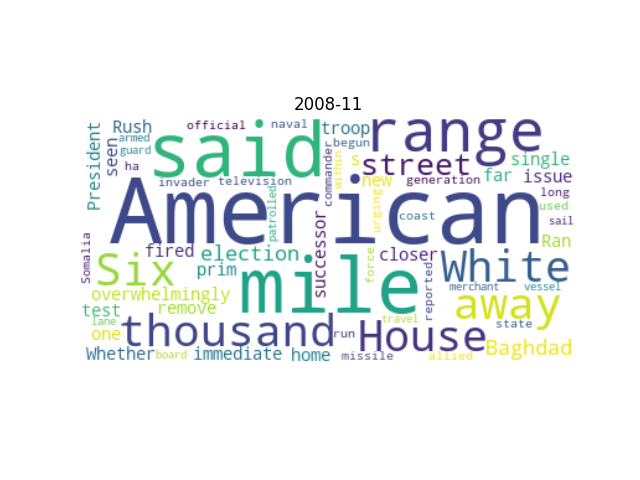 2008-11
President
Rush
armed
guard
ha
seen
official
naval
said
troop
begun
range
commander
within
s
street
single
far
issue
invader
television
patrolled
urging
new
generation
long
used
sail
American
coast
Ran
Somalia
fired
election
successor
closer
White
Six
prim
mile
force
reported
merchant
vessel
overwhelmingly
remove
test
lane
one
thousand
run
House
travel
away
state
Whether
board
immediate
home
missile
allied
Baghdad